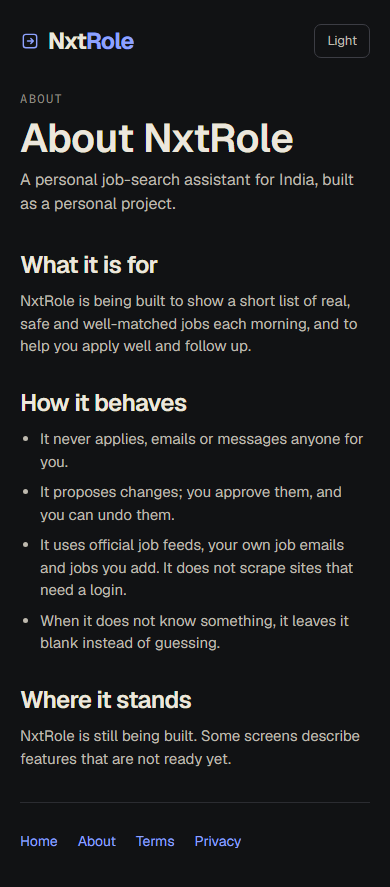 NxtRole
Light
ABOUT
About NxtRole
A personal job-search assistant for India, built
as a personal project.
What it is for
NxtRole is being built to show a short list of real,
safe and well-matched jobs each morning, and to
help you apply well and follow up.
How it behaves
• It never applies, emails or messages anyone for
you.
• It proposes changes; you approve them, and
you can undo them.
• It uses official job feeds, your own job emails
and jobs you add. It does not scrape sites that
need a login.
• When it does not know something, it leaves it
blank instead of guessing.
Where it stands
NxtRole is still being built. Some screens describe
features that are not ready yet.
Home About Terms Privacy